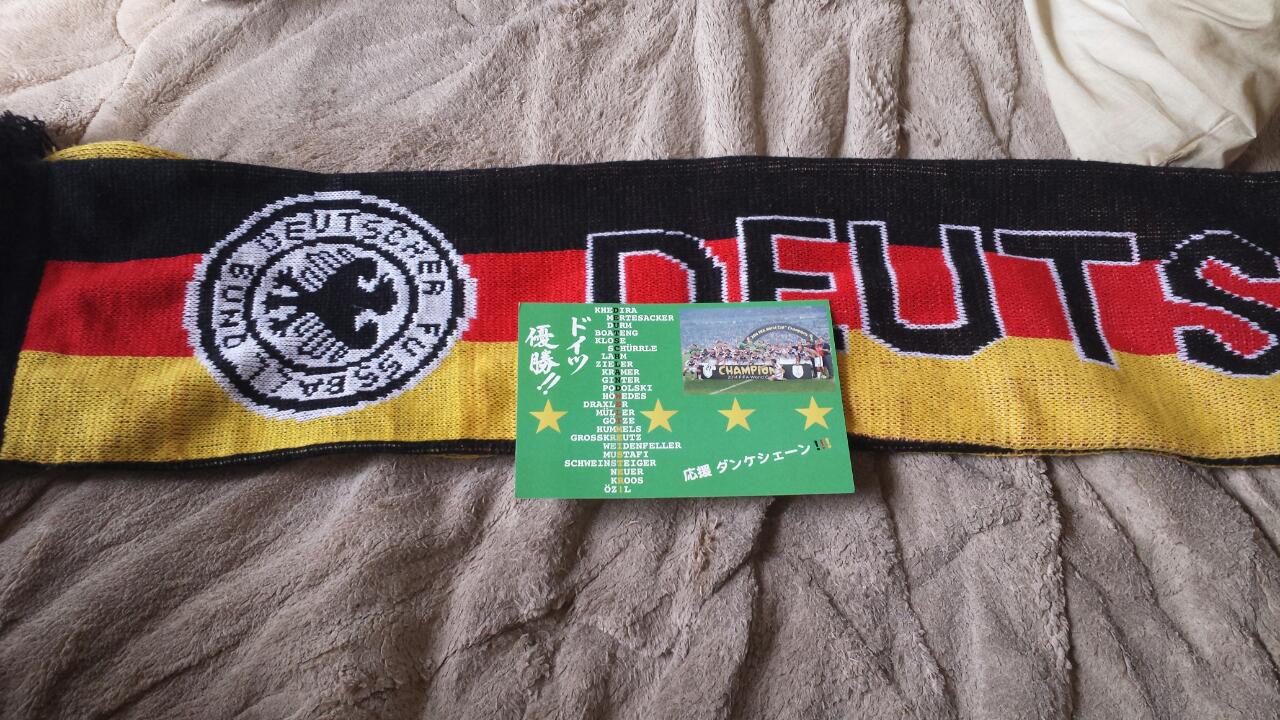 DEUTSCHER FUSSBALL BUND
DEUTS
ドイツ
優勝!!
KHEDIRA
MERTESACKER
DURM
BOATENG
KLOSE
SCHÜRRLE
LAHM
ZIELER
KRAMER
GINTER
PODOLSKI
HÖWEDES
DRAXLER
MÜLLER
GÖTZE
HUMMELS
GROSSKREUTZ
WEIDENFELLER
MUSTAFI
SCHWEINSTEIGER
NEUER
KROOS
ÖZIL
CHAMPION
応援 ダンケシェーン!!!